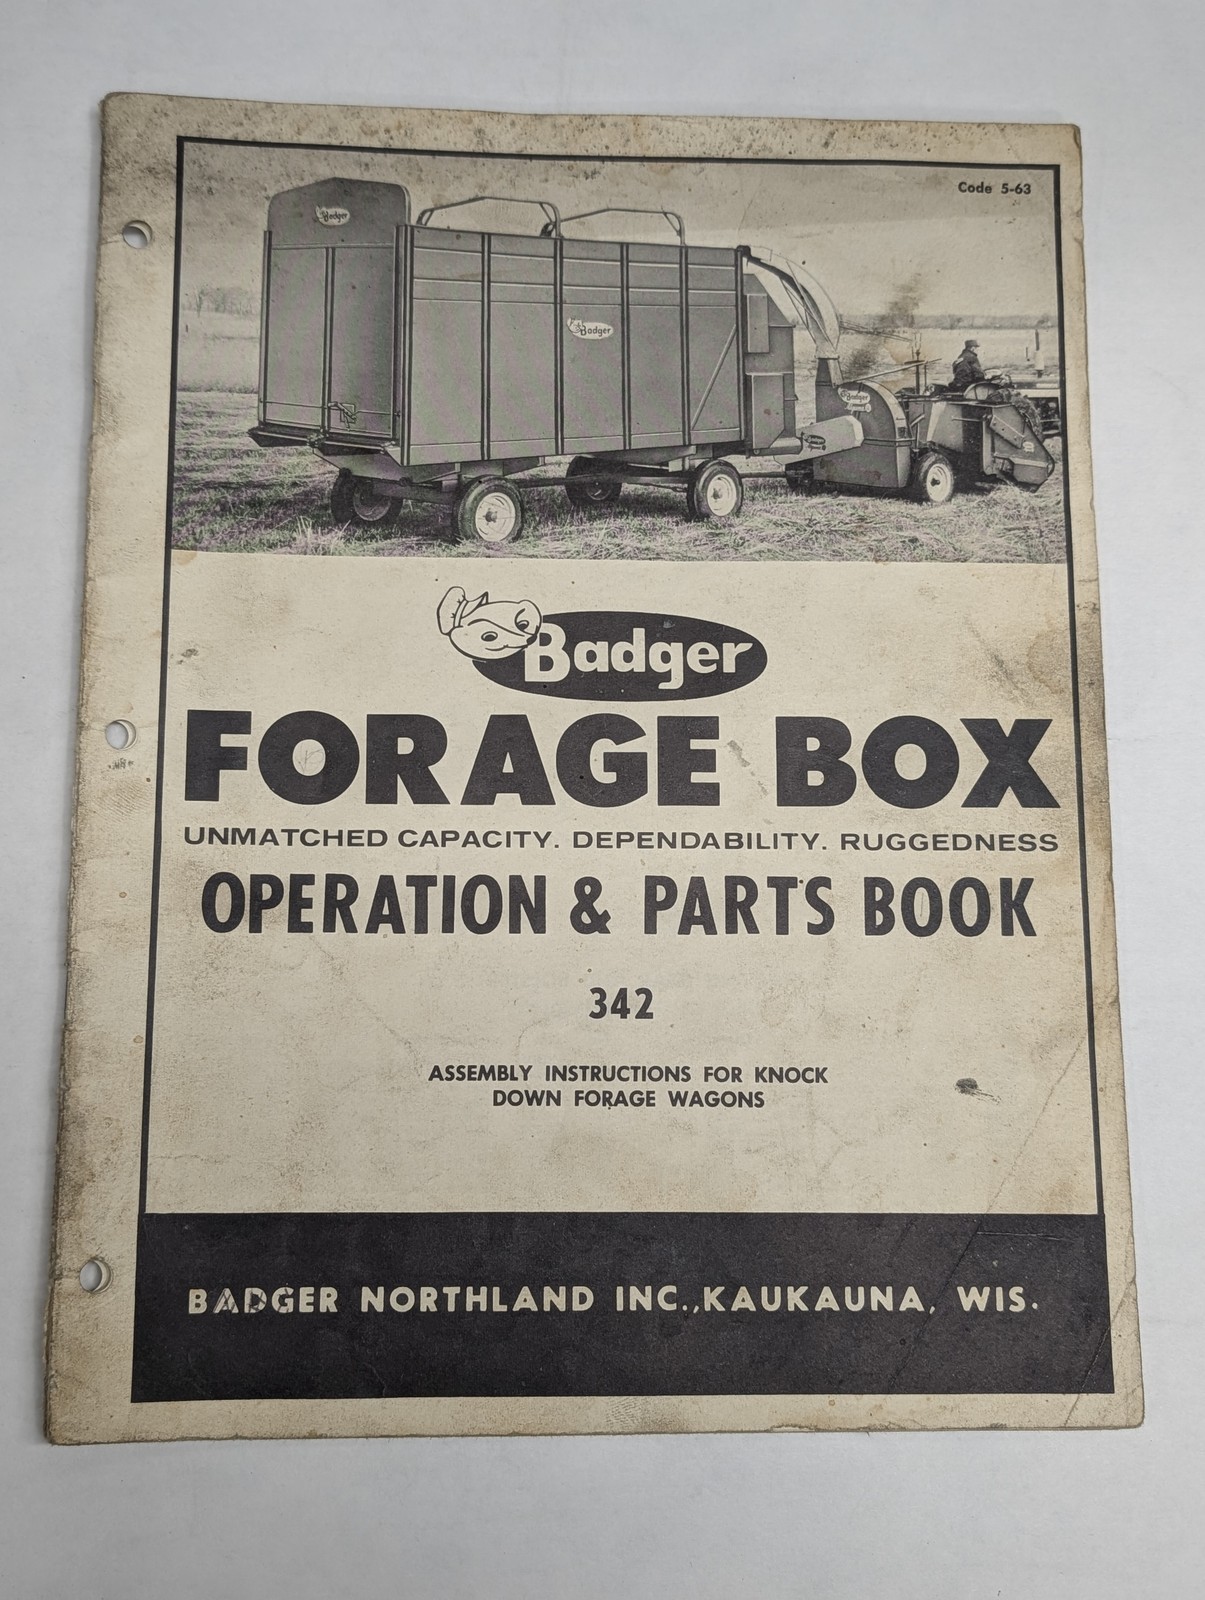 Code 5-63
Badger
Badger
Badger
Badger
FORAGE BOX
UNMATCHED CAPACITY. DEPENDABILITY. RUGGEDNESS
OPERATION & PARTS BOOK
342
ASSEMBLY INSTRUCTIONS FOR KNOCK
DOWN FORAGE WAGONS
BADGER NORTHLAND INC., KAUKAUNA, WIS.